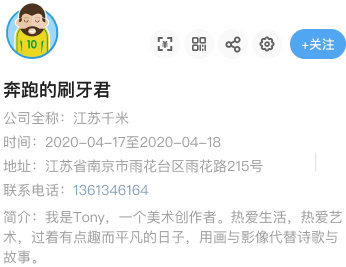 10
+关注
奔跑的刷牙君
公司全称：江苏千米
时间：2020-04-17至2020-04-18
地址：江苏省南京市雨花台区雨花路215号
联系电话：1361346164
简介：我是Tony，一个美术创作者。热爱生活，热爱艺
术，过着有点趣而平凡的日子，用画与影像代替诗歌与
故事。